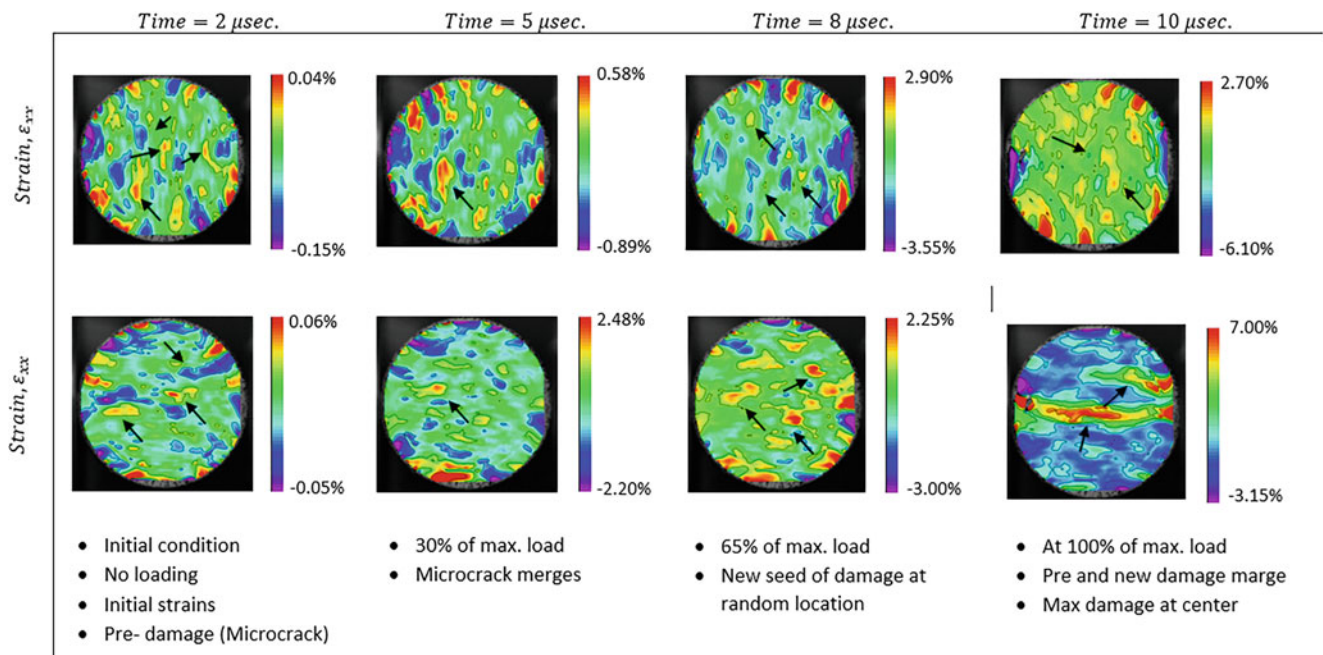 Time = 2 μsec.
Time = 5 μsec.
Time = 8 μsec.
Time = 10 μsec.
Strain, ε_xx
0.04%
-0.15%
0.58%
-0.89%
2.90%
-3.55%
2.70%
-6.10%
Strain, ε_xx
0.06%
-0.05%
2.48%
-2.20%
2.25%
-3.00%
7.00%
-3.15%
• Initial condition
• No loading
• Initial strains
• Pre- damage (Microcrack)
• 30% of max. load
• Microcrack merges
• 65% of max. load
• New seed of damage at
random location
• At 100% of max. load
• Pre and new damage marge
• Max damage at center